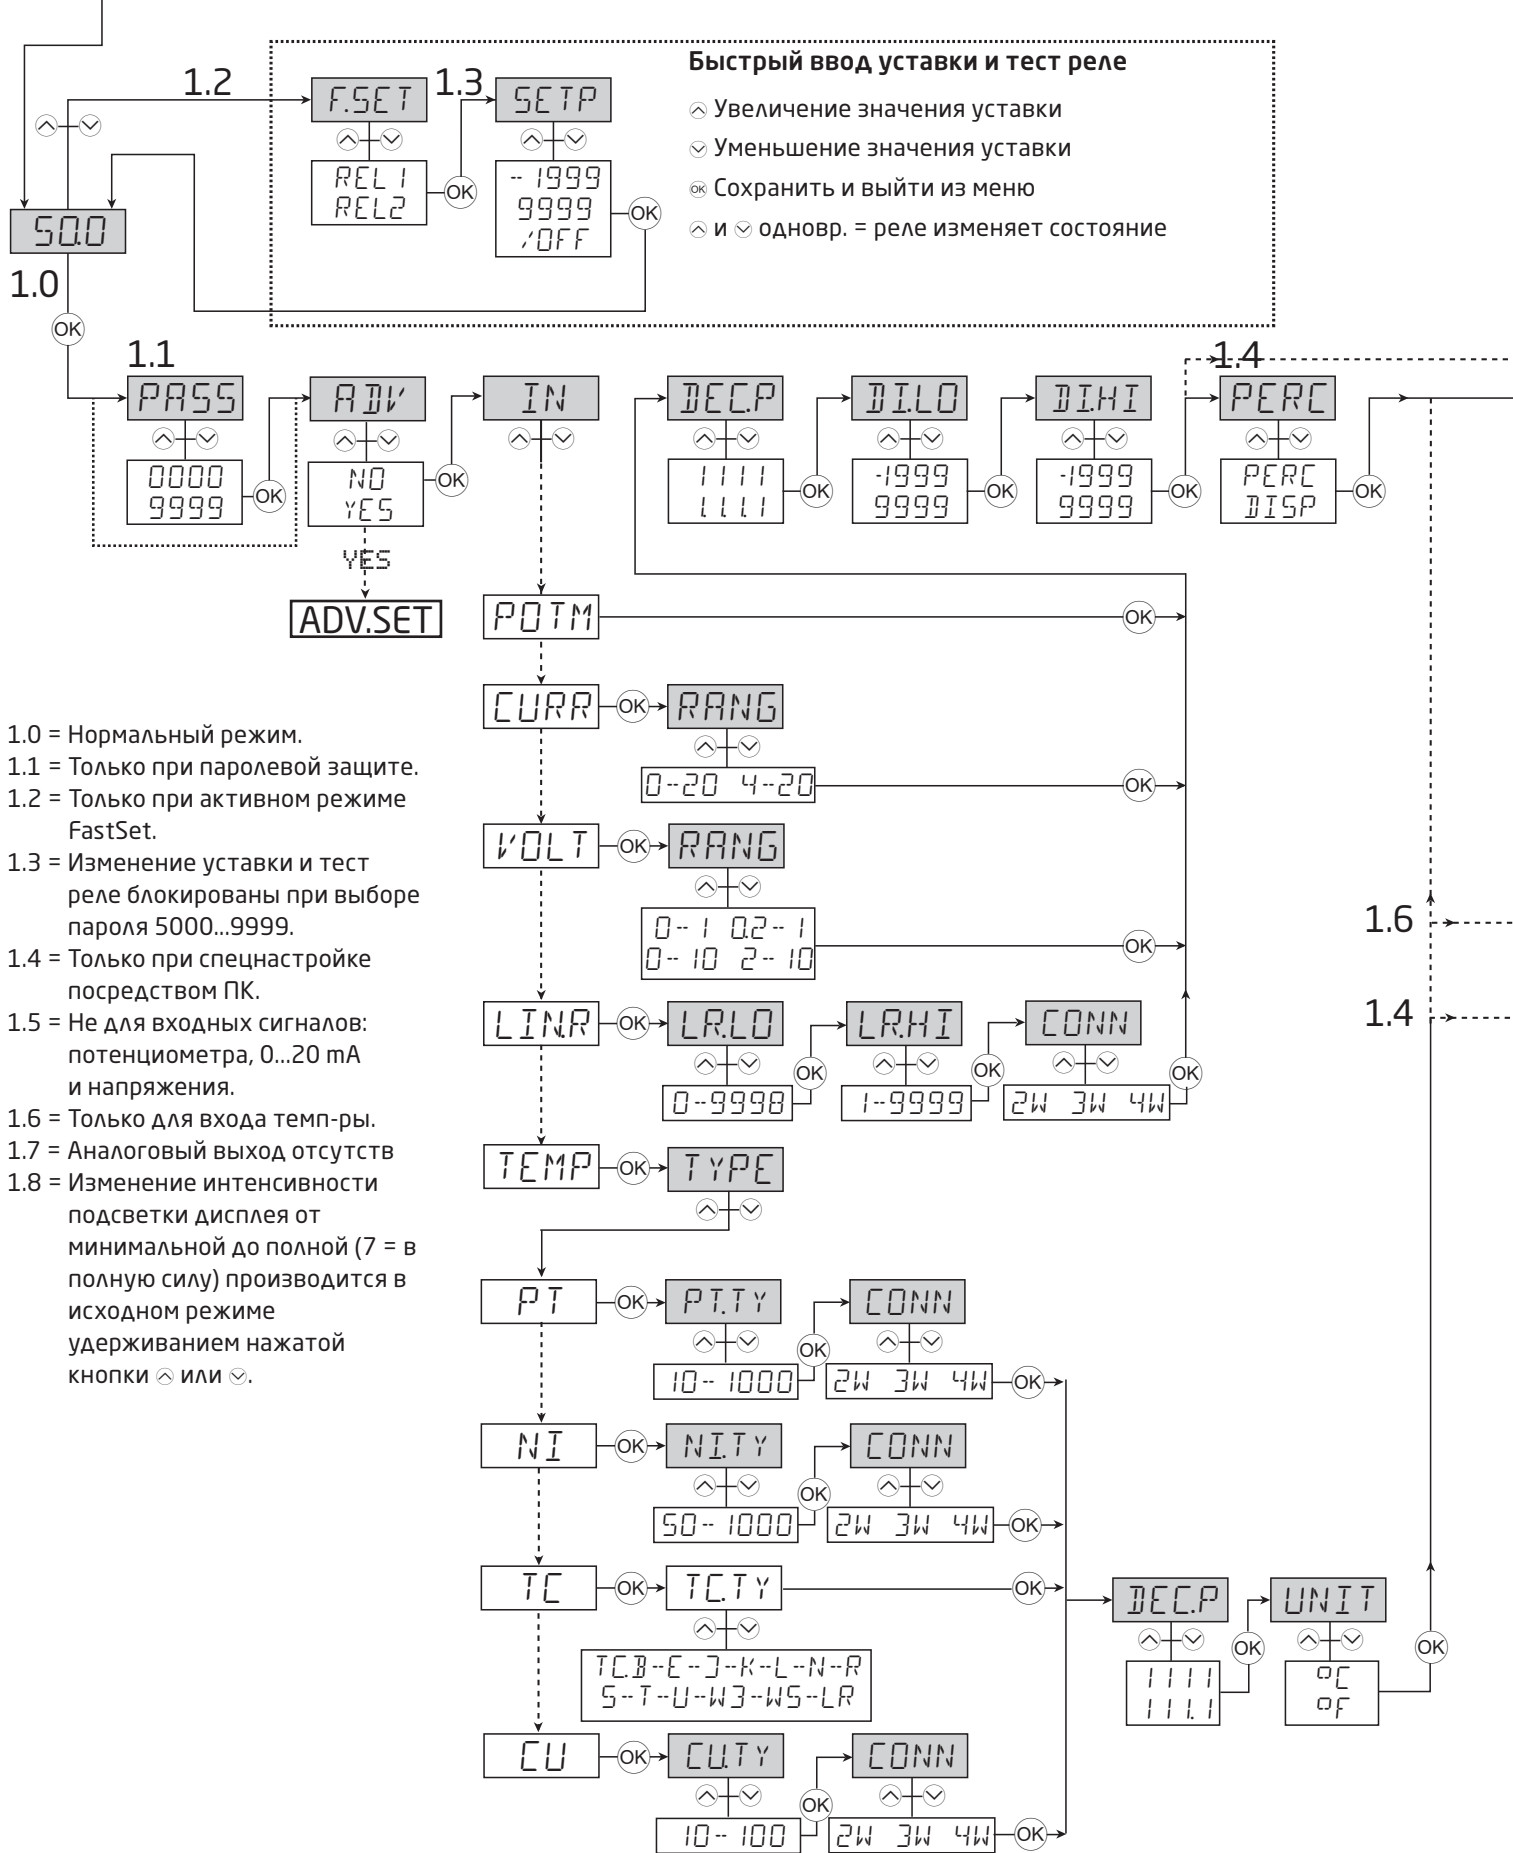 Быстрый ввод уставки и тест реле
Увеличение значения уставки
Уменьшение значения уставки
OK Сохранить и выйти из меню
и одновр. = реле изменяет состояние
1.2
F.SET
REL1
REL2
OK
1.3
SETP
-1999
9999
/OFF
OK
50.0
1.0
OK
1.1
PASS
0000
9999
OK
ADV
NO
YES
OK
YES
ADV.SET
IN
DEC.P
1111
1.1.1.1
OK
DI.LO
-1999
9999
OK
DI.HI
-1999
9999
OK
1.4
PERC
PERC
DISP
OK
POTM
OK
CURR
OK
RANG
0-20 4-20
OK
VOLT
OK
RANG
0-1 0.2-1
0-10 2-10
OK
LIN.R
OK
LR.LO
0-9998
OK
LR.HI
1-9999
OK
CONN
2W 3W 4W
OK
TEMP
OK
TYPE
PT
OK
PT.TY
10-1000
OK
CONN
2W 3W 4W
OK
NI
OK
NI.TY
50-1000
OK
CONN
2W 3W 4W
OK
TC
OK
TC.TY
OK
TC.B-E-J-K-L-N-R
S-T-U-W3-W5-LR
CU
OK
CU.TY
10-100
OK
CONN
2W 3W 4W
OK
DEC.P
1111
111.1
OK
UNIT
°C
°F
OK
1.6
1.4
1.0 = Нормальный режим.
1.1 = Только при паролевой защите.
1.2 = Только при активном режиме
FastSet.
1.3 = Изменение уставки и тест
реле блокированы при выборе
пароля 5000...9999.
1.4 = Только при спецнастройке
посредством ПК.
1.5 = Не для входных сигналов:
потенциометра, 0...20 mA
и напряжения.
1.6 = Только для входа темп-ры.
1.7 = Аналоговый выход отсутств
1.8 = Изменение интенсивности
подсветки дисплея от
минимальной до полной (7 = в
полную силу) производится в
исходном режиме
удерживанием нажатой
кнопки или .